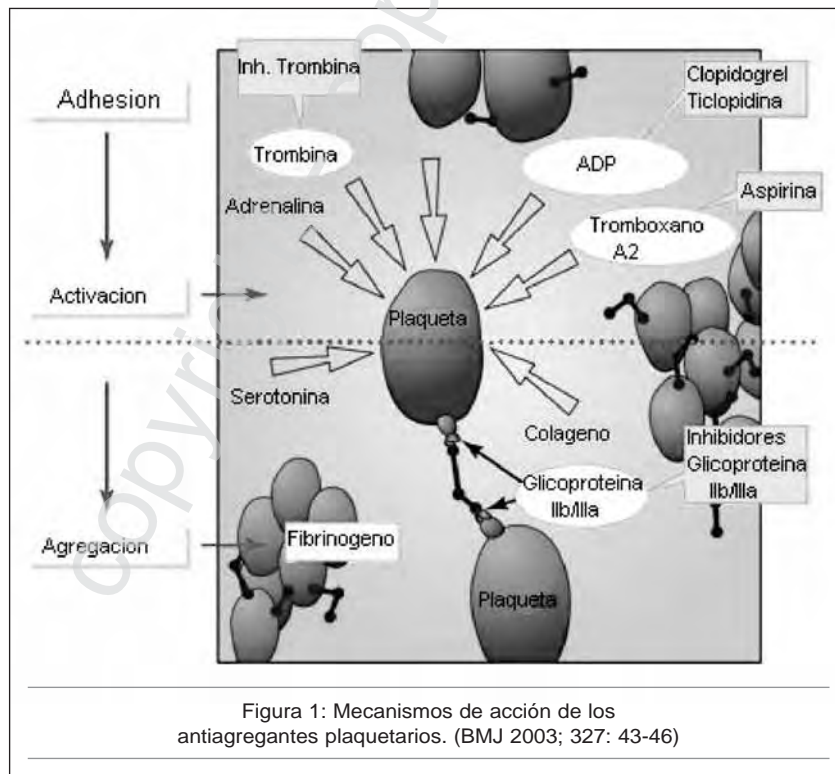 Inh. Trombina
Clopidogrel
Ticlopidina
Adhesion
Trombina
ADP
Aspirina
Adrenalina
Tromboxano
A2
Activacion
Plaqueta
Serotonina
Colageno
Inhibidores
Glicoproteina
IIb/IIIa
Glicoproteina
IIb/IIIa
Agregacion
Fibrinogeno
Plaqueta
Figura 1: Mecanismos de acción de los
antiagregantes plaquetarios. (BMJ 2003; 327: 43-46)